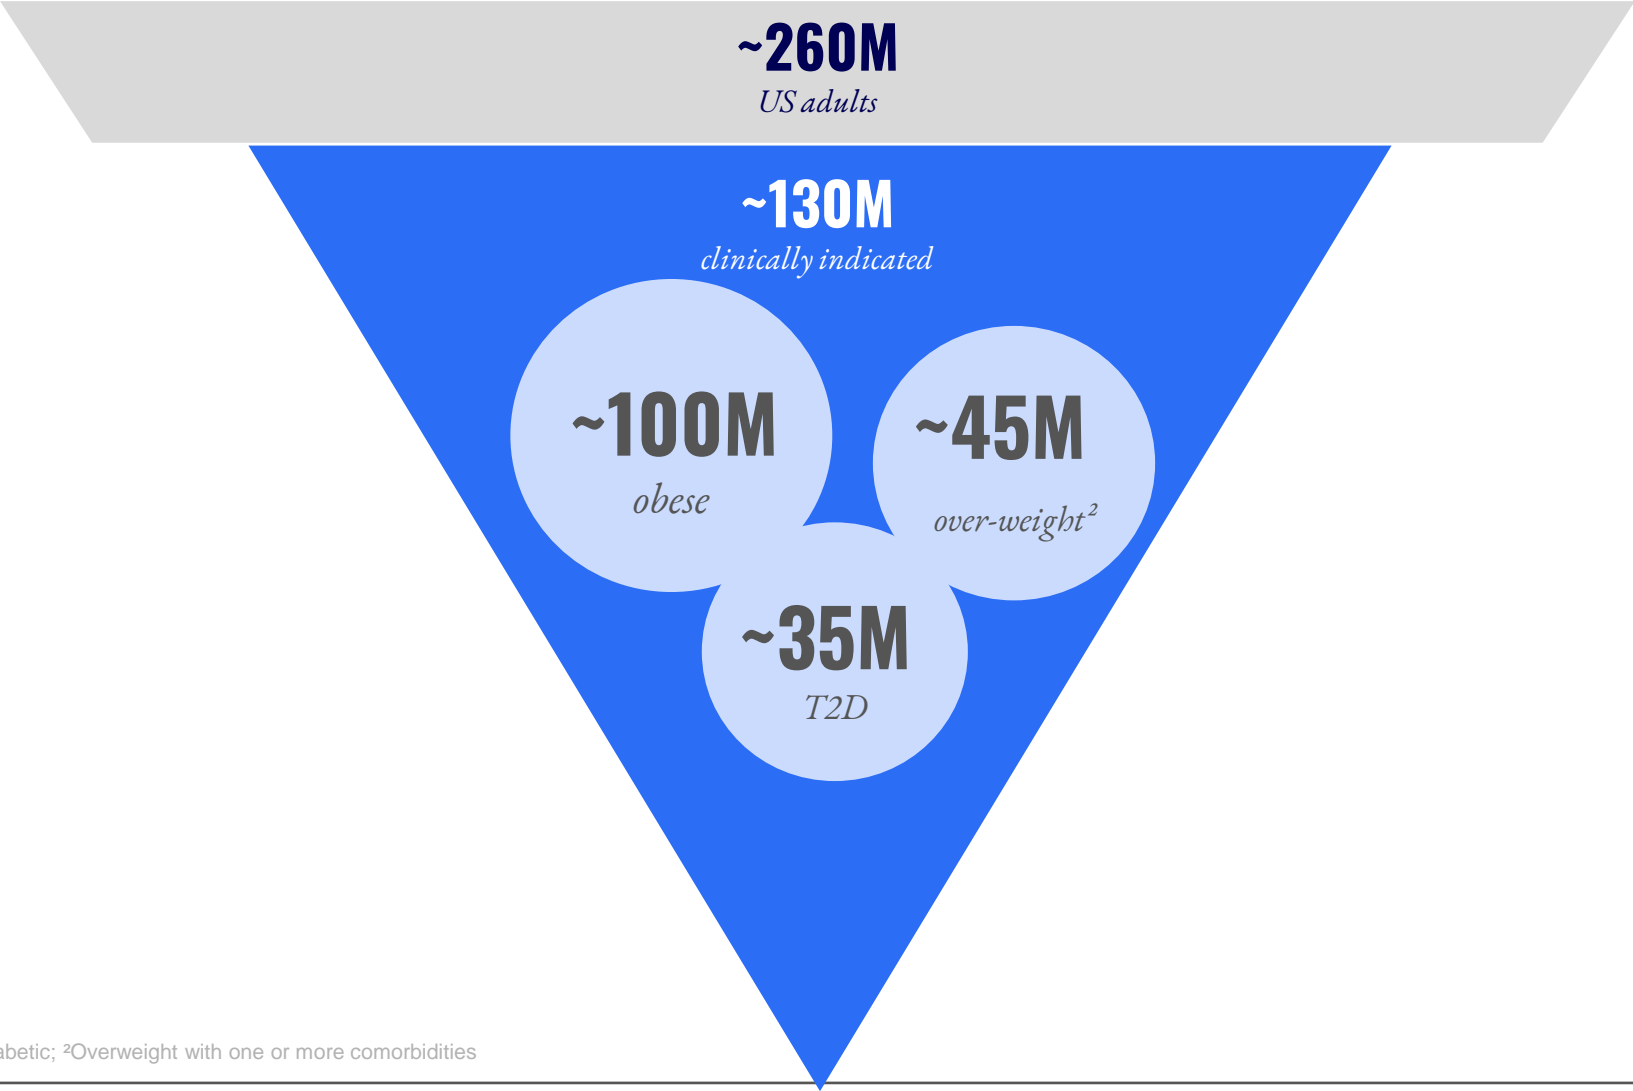 ~260M
US adults
~130M
clinically indicated
~100M
obese
~45M
over-weight²
~35M
T2D
abetic; ²Overweight with one or more comorbidities